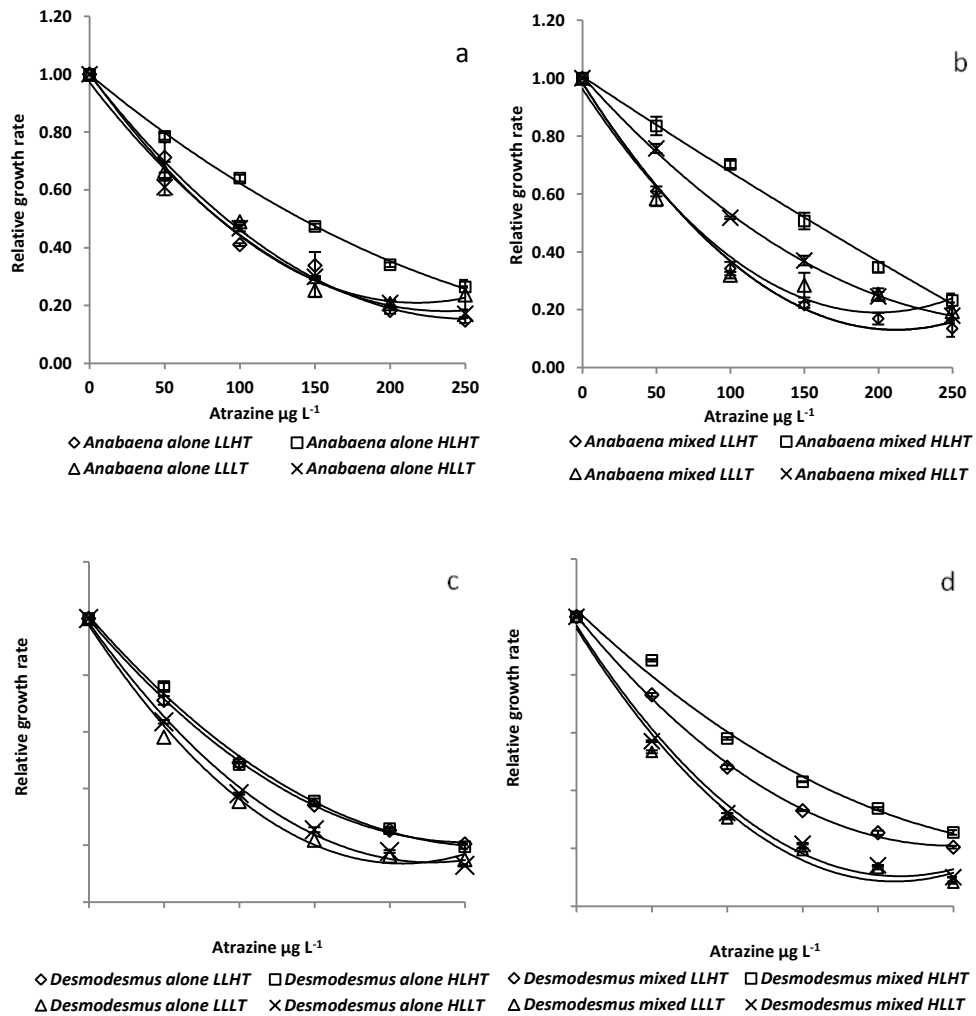 a
Relative growth rate
1.20
1.00
0.80
0.60
0.40
0.20
0.00
0 50 100 150 200 250
Atrazine µg L-1
Anabaena alone LLHT Anabaena alone HLHT
Anabaena alone LLLT Anabaena alone HLLT
b
Relative growth rate
1.20
1.00
0.80
0.60
0.40
0.20
0.00
0 50 100 150 200 250
Atrazine µg L-1
Anabaena mixed LLHT Anabaena mixed HLHT
Anabaena mixed LLLT Anabaena mixed HLLT
c
Relative growth rate
Atrazine µg L-1
Desmodesmus alone LLHT Desmodesmus alone HLHT
Desmodesmus alone LLLT Desmodesmus alone HLLT
d
Relative growth rate
Atrazine µg L-1
Desmodesmus mixed LLHT Desmodesmus mixed HLHT
Desmodesmus mixed LLLT Desmodesmus mixed HLLT